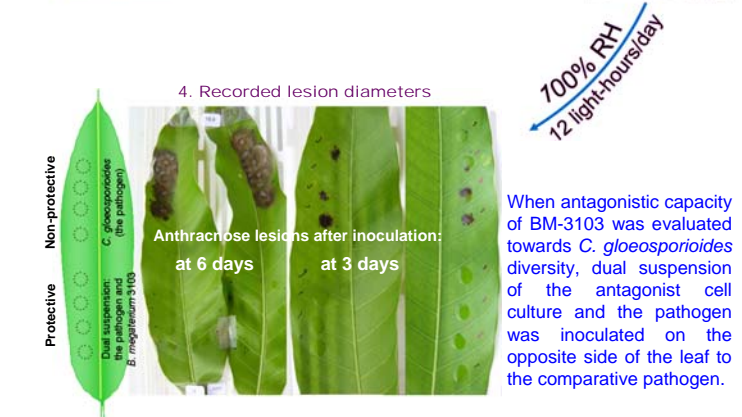 100% RH
12 light-hours/day
4. Recorded lesion diameters
Non-protective
C. gloeosporioides
(the pathogen)
Protective
Dual suspension:
the pathogen and
B. megaterium 3103
Anthracnose lesions after inoculation:
at 6 days
at 3 days
When antagonistic capacity
of BM-3103 was evaluated
towards C. gloeosporioides
diversity, dual suspension
of the antagonist cell
culture and the pathogen
was inoculated on the
opposite side of the leaf to
the comparative pathogen.